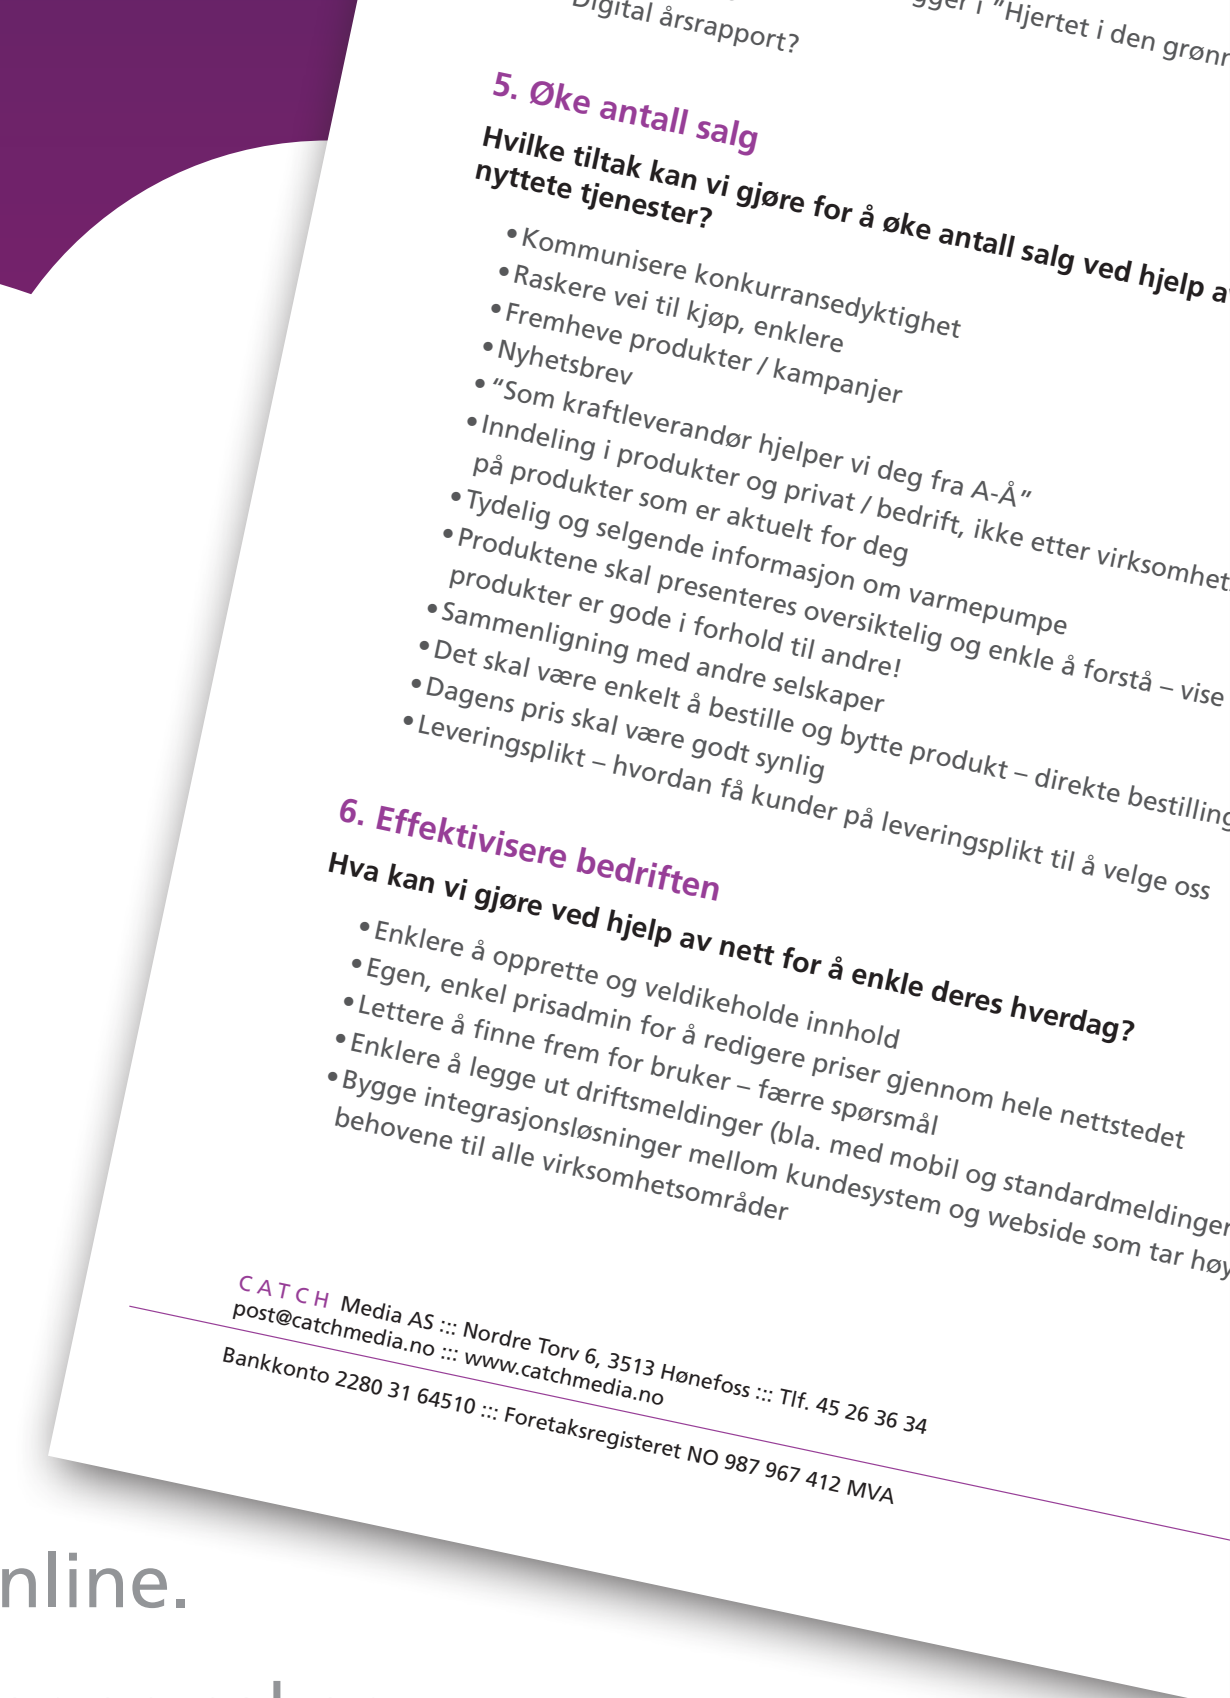 i "Hjertet i den
Digital årsrapport?
5. Øke antall salg
Hvilke tiltak kan vi gjøre for å øke antall salg ved hjelp
nyttete tjenester?
• Kommunisere konkurransedyktighet
• Raskere vei til kjøp, enklere
• Fremheve produkter / kampanjer
• Nyhetsbrev
• “Som kraftleverandør hjelper vi deg fra A-Å”
• Inndeling i produkter og privat / bedrift, ikke etter
på produkter som er aktuelt for deg
• Tydelig og selgende informasjon om varmepumpe
• Produktene skal presenteres oversiktelig og enkle å forstå – vise
produkter er gode i forhold til andre!
• Sammenligning med andre selskaper
• Det skal være enkelt å bestille og bytte produkt – direkte bestilling
• Dagens pris skal være godt synlig
• Leveringsplikt – hvordan få kunder på leveringsplikt til å velge oss
6. Effektivisere bedriften
Hva kan vi gjøre ved hjelp av nett for å enkle deres hverdag?
• Enklere å opprette og veldikeholde innhold
• Egen, enkel prisadmin for å redigere priser gjennom hele nettstedet
• Lettere å finne frem for bruker – færre spørsmål
• Enklere å legge ut driftsmeldinger (bla. med mobil og standardmeldinger
• Bygge integrasjonsløsninger mellom kundesystem og webside som tar
behovene til alle virksomhetsområder
CATCH Media AS ::: Nordre Torv 6, 3513 Hønefoss ::: Tlf. 45 26 36 34
post@catchmedia.no ::: www.catchmedia.no
Bankkonto 2280 31 64510 ::: Foretaksregisteret NO 987 967 412 MVA
nline.